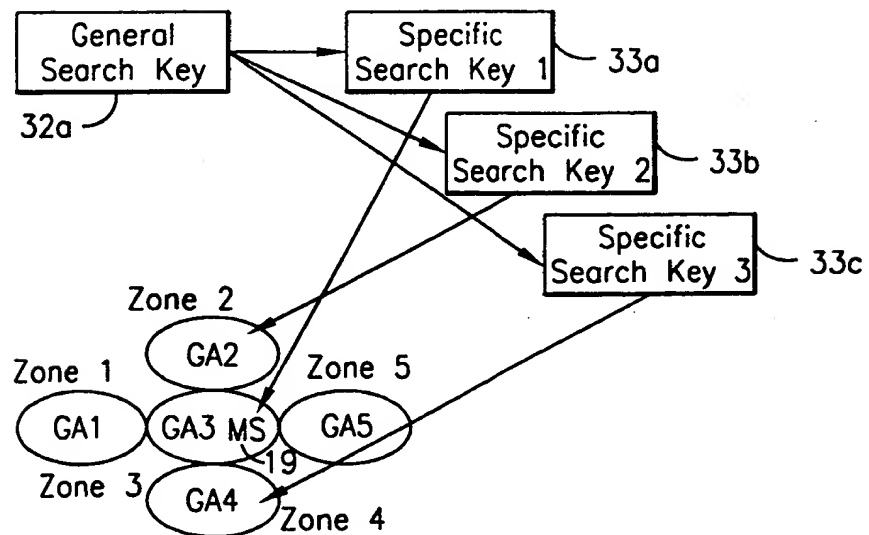 General
Search Key
32a
Specific
Search Key 1
33a
Specific
Search Key 2
33b
Specific
Search Key 3
33c
Zone 2
GA2
Zone 1
Zone 5
GA1
GA3 MS
GA5
19
Zone 3
GA4
Zone 4